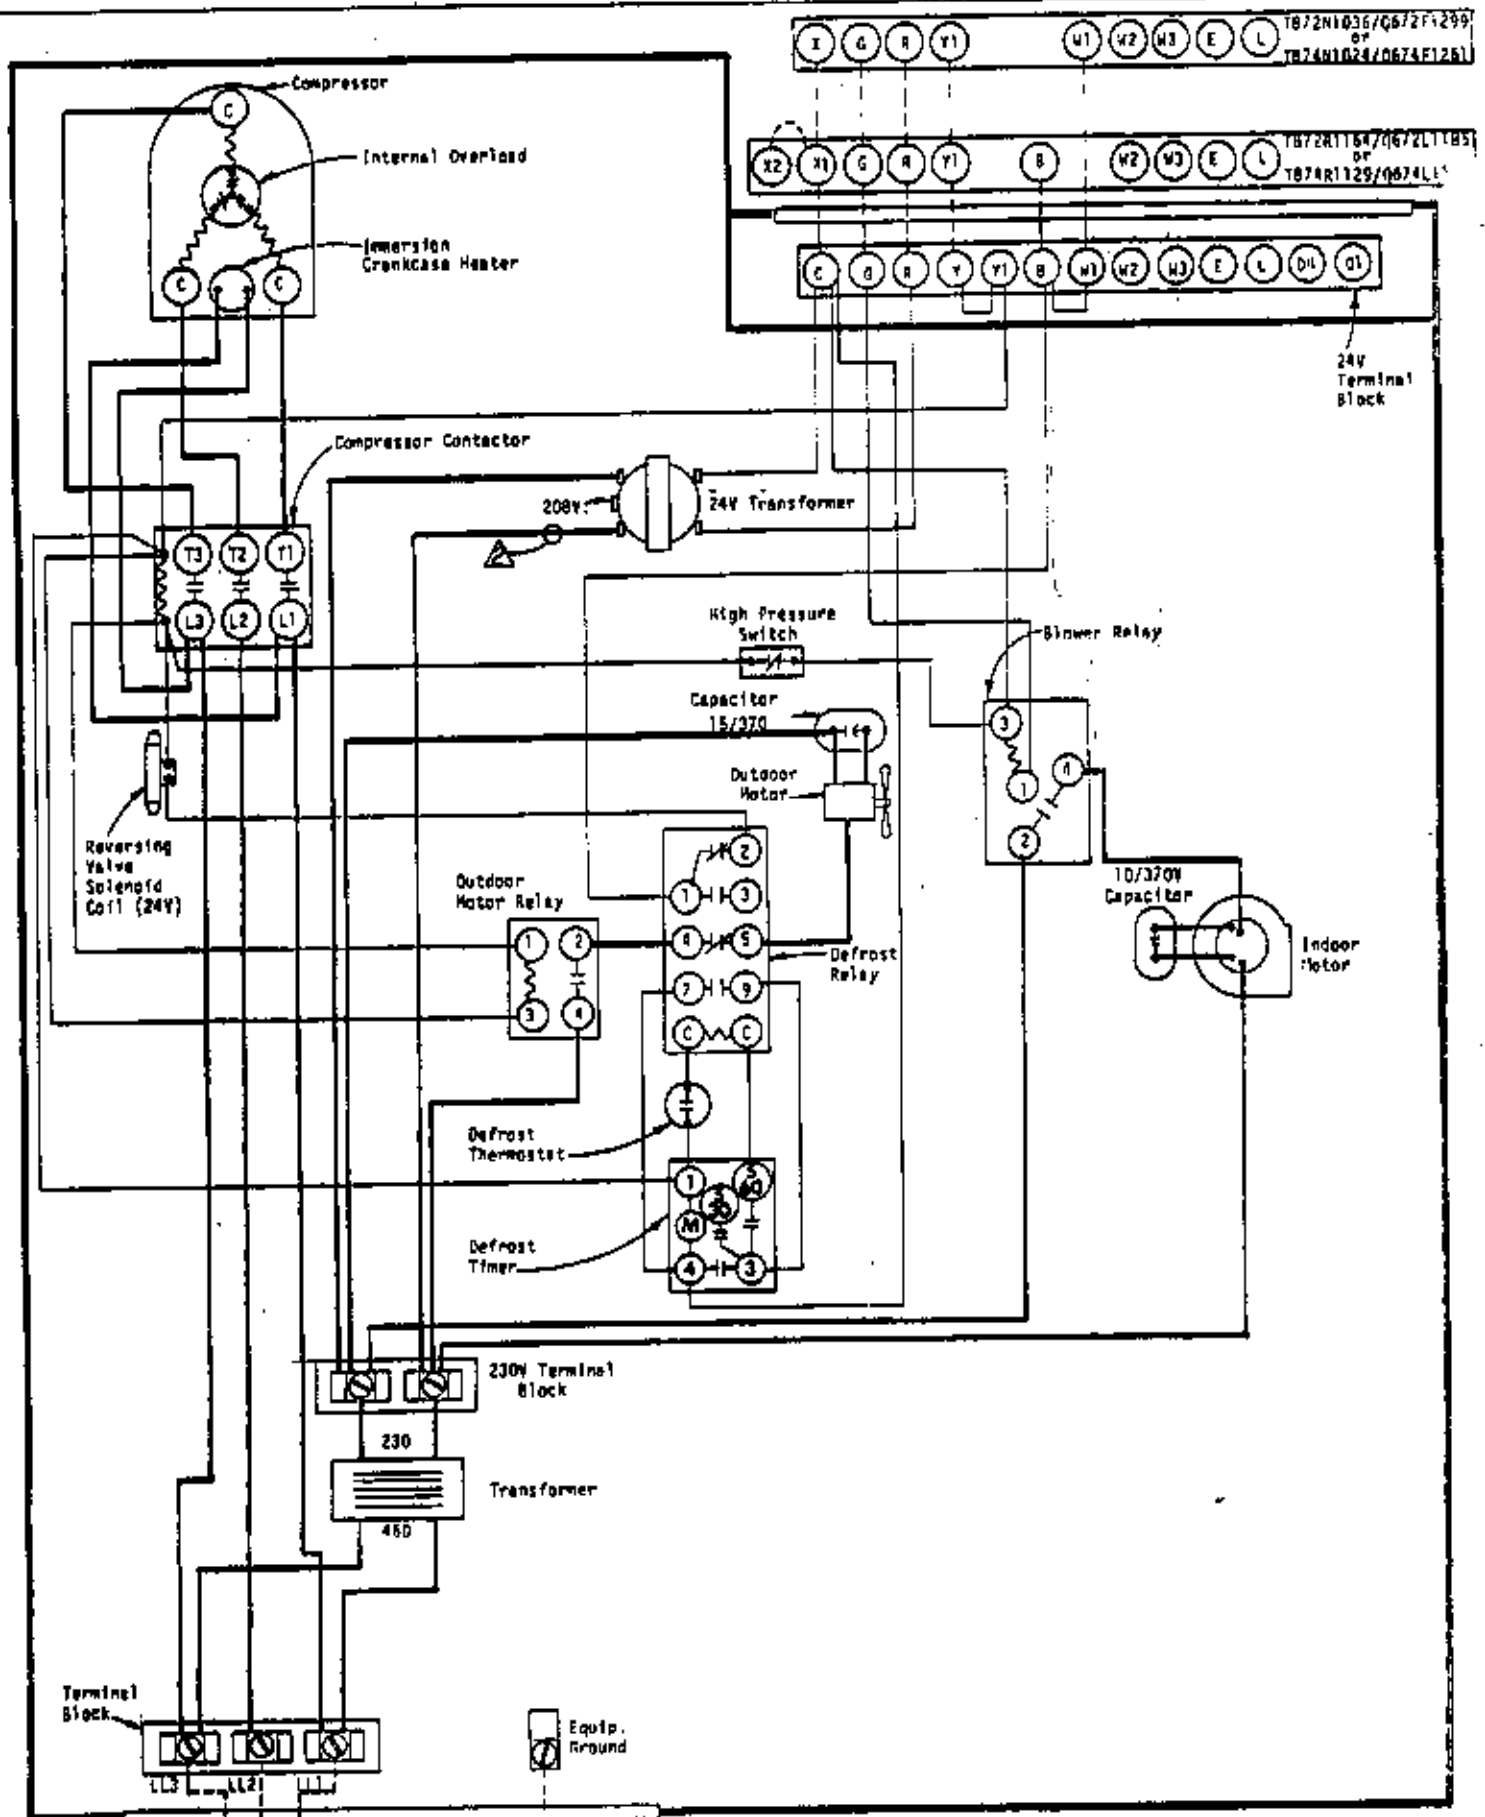 X G R Y1 W1 W2 W3 E L
T872N1036/Q672F1299
or
T874N1024/Q674F1261
X2 X1 G R Y1 B W2 W3 E L
or
C G R Y Y1 B W1 W2 W3 E L
24V
Terminal
Block
Compressor
C
Internal Overload
Immersion
Crankcase Heater
C C
Compressor Contactor
T3 T2
L3 L2 L1
208V
24V Transformer
High Pressure
Switch
Blower Relay
3
4
1
2
Capacitor
15/370
Outdoor
Motor
Reversing
Valve
Solenoid
Coil (24V)
Outdoor
Motor Relay
1 2
3 4
2
1 3
4 5
7 9
C C
Defrost
Relay
10/370V
Capacitor
Indoor
Motor
Defrost
Thermostat
1
M
4 3
Defrost
Timer
230V Terminal
Block
230
Transformer
460
Terminal
Block
LL3 LL2 LL1
Equip.
Ground